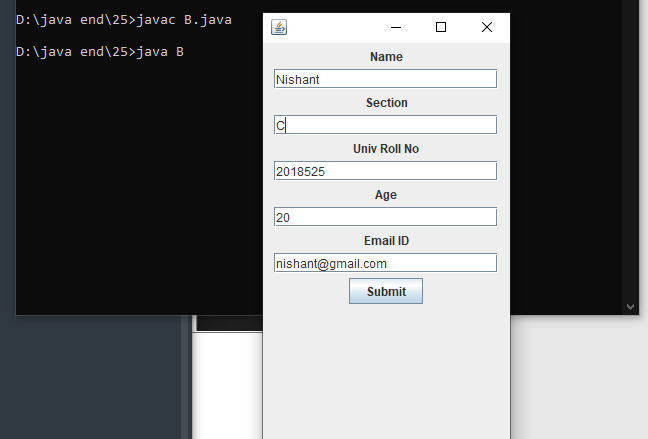 D:\java end\25>javac B.java
D:\java end\25>java B
Name
Nishant
Section
C
Univ Roll No
2018525
Age
20
Email ID
nishant@gmail.com
Submit